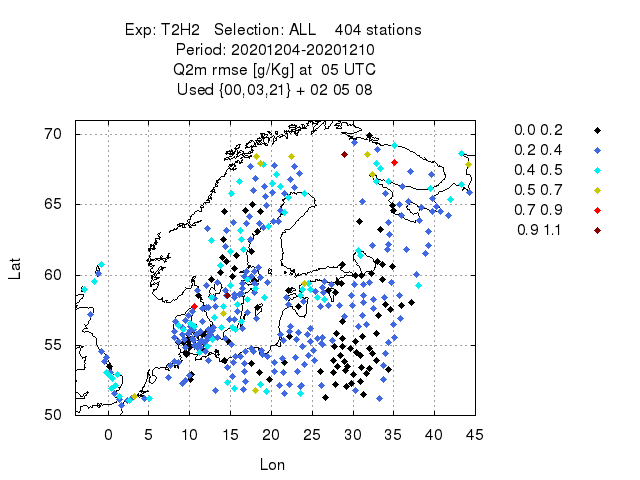 Exp: T2H2   Selection: ALL    404 stations
Period: 20201204-20201210
Q2m rmse [g/Kg] at  05 UTC
Used {00,03,21} + 02 05 08
0.0 0.2
0.2 0.4
0.4 0.5
0.5 0.7
0.7 0.9
0.9 1.1
70
65
60
55
50
Lat
0 5 10 15 20 25 30 35 40 45
Lon